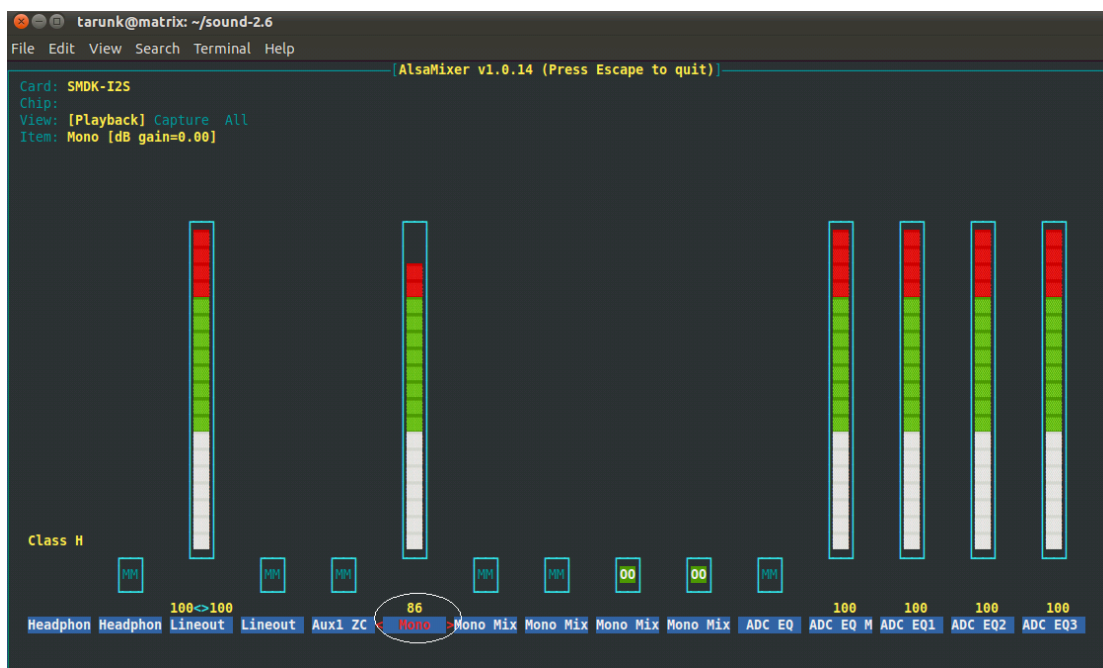 tarunk@matrix: ~/sound-2.6
File Edit View Search Terminal Help
[AlsaMixer v1.0.14 (Press Escape to quit)]
Card: SMDK-I2S
Chip:
View: [Playback] Capture All
Item: Mono [dB gain=0.00]
Class H
MM MM MM MM MM OO OO MM
100<>100 86 100 100 100 100
Headphon Headphon Lineout Lineout Aux1 ZC < Mono >Mono Mix Mono Mix Mono Mix Mono Mix ADC EQ ADC EQ M ADC EQ1 ADC EQ2 ADC EQ3